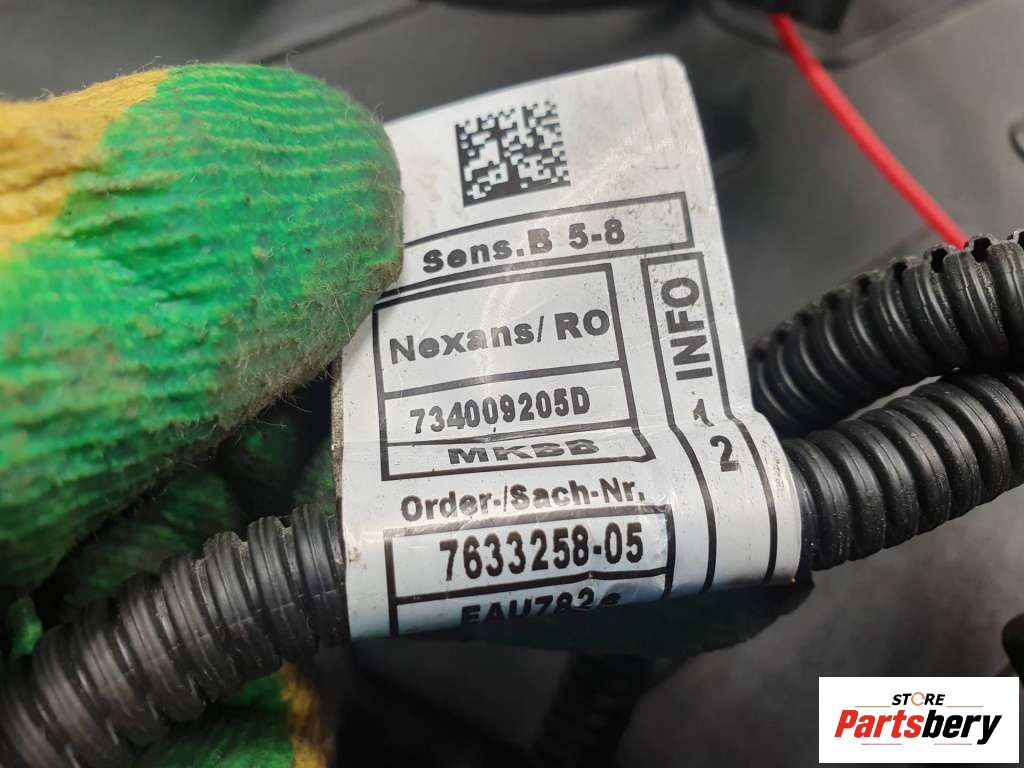 Sens.B 5-8
Nexans/RO
734009205D
MKBB
INFO
1
2
Order-/Sach-Nr.
7633258-05
STORE
Partsbery